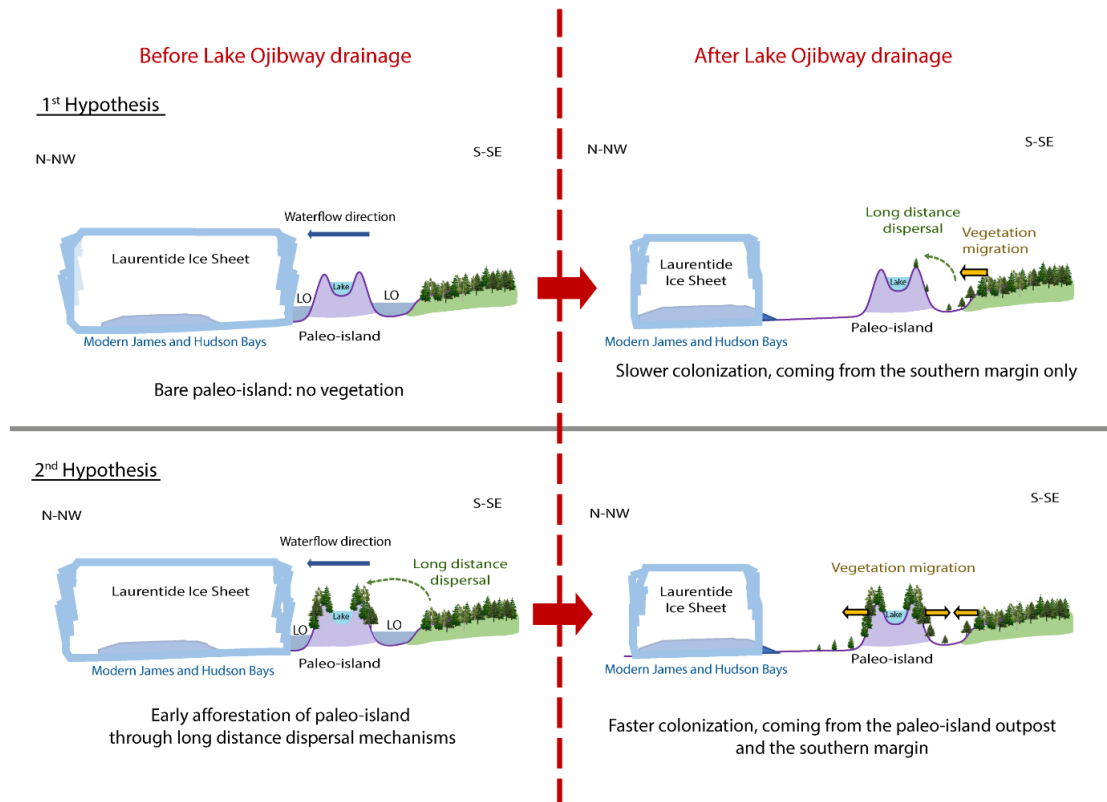 Before Lake Ojibway drainage
After Lake Ojibway drainage
1st Hypothesis
N-NW
S-SE
Waterflow direction
Laurentide Ice Sheet
LO
Lake
LO
Paleo-island
Modern James and Hudson Bays
Bare paleo-island: no vegetation
N-NW
S-SE
Long distance
dispersal
Vegetation
migration
Laurentide
Ice Sheet
Lake
Paleo-island
Modern James and Hudson Bays
Slower colonization, coming from the southern margin only
2nd Hypothesis
N-NW
S-SE
Waterflow direction
Long distance
dispersal
Laurentide Ice Sheet
LO
Lake
LO
Paleo-island
Modern James and Hudson Bays
Early afforestation of paleo-island
through long distance dispersal mechanisms
N-NW
S-SE
Vegetation migration
Laurentide
Ice Sheet
Lake
Paleo-island
Modern James and Hudson Bays
Faster colonization, coming from the paleo-island outpost
and the southern margin